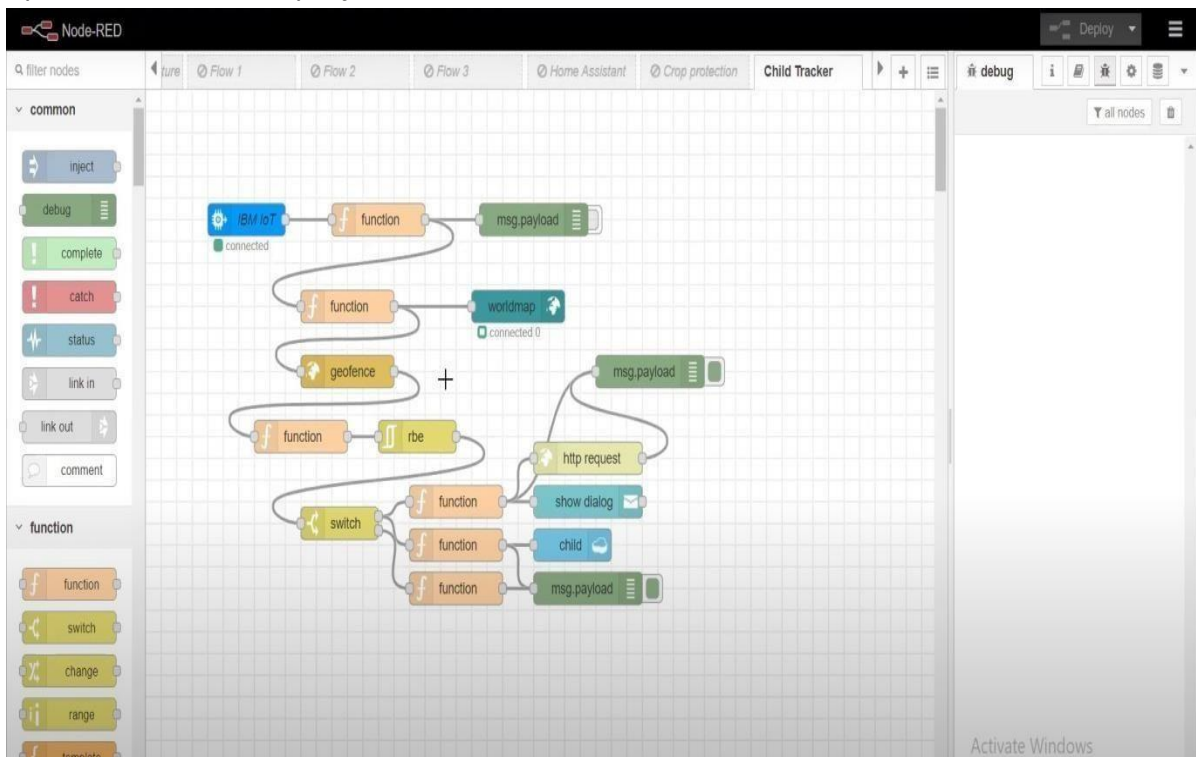 Node-RED
Deploy
filter nodes
ture
Flow 1
Flow 2
Flow 3
Home Assistant
Crop protection
Child Tracker
debug
i
all nodes
common
inject
debug
complete
catch
status
link in
link out
comment
function
function
switch
change
range
template
IBM IoT
connected
function
msg.payload
function
worldmap
connected 0
geofence
msg.payload
function
rbe
http request
switch
function
show dialog
function
child
function
msg.payload
Activate Windows